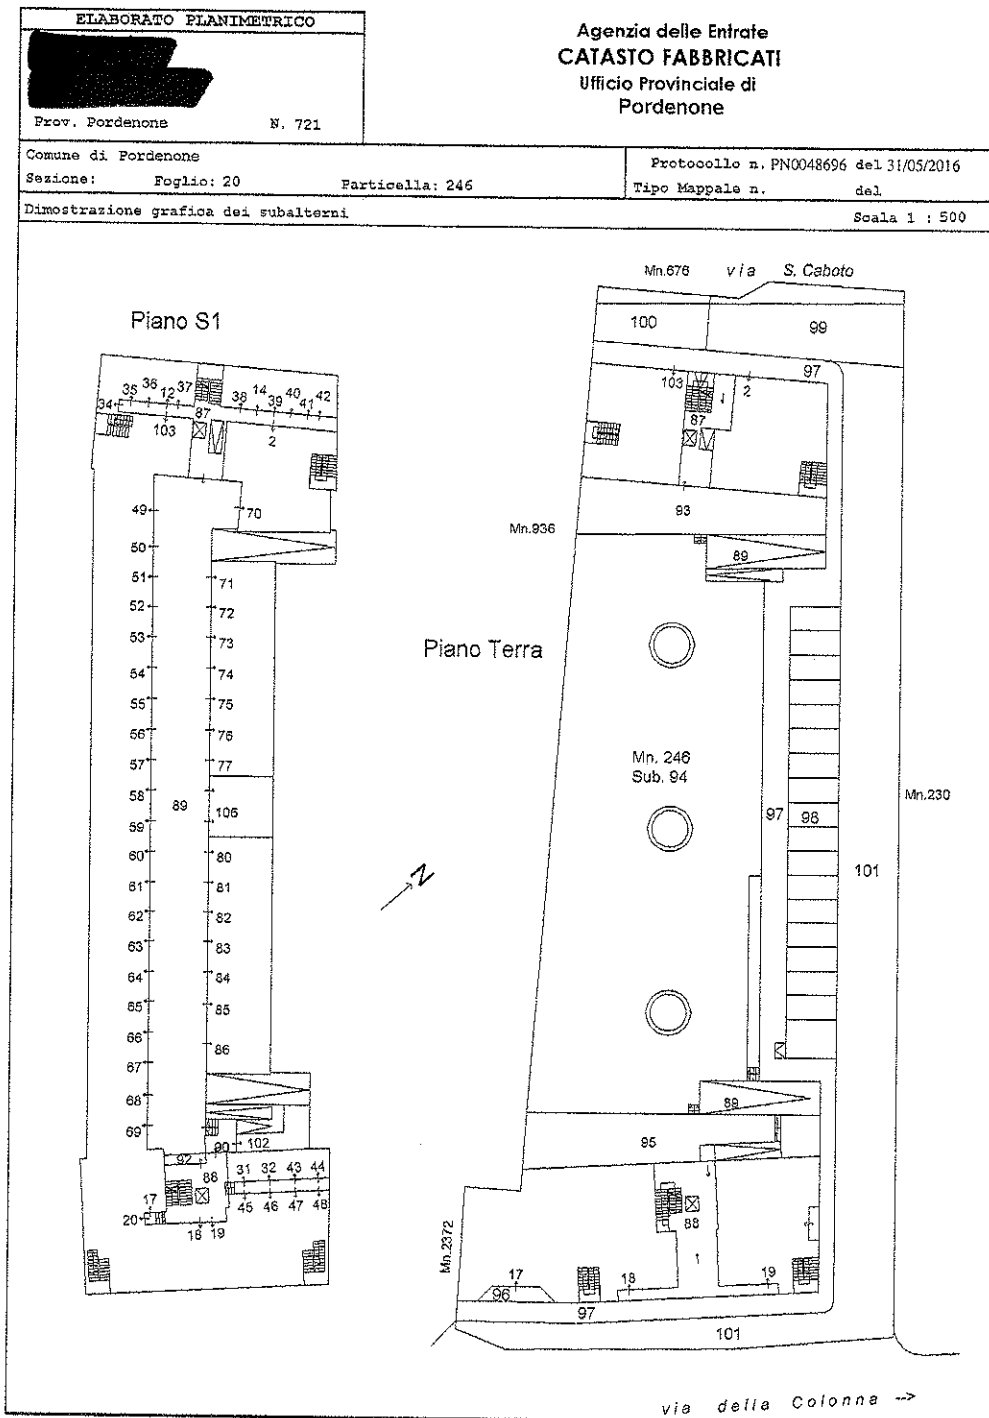 ELABORATO PLANIMETRICO
Prov. Pordenone N. 721
Agenzia delle Entrate
CATASTO FABBRICATI
Ufficio Provinciale di
Pordenone
Comune di Pordenone
Sezione: Foglio: 20 Particella: 246
Protocollo n. PN0048696 del 31/05/2016
Tipo Mappale n. del
Dimostrazione grafica dei subalterni
Scala 1 : 500
Piano S1
34 35 36 12 37 38 14 39 40 41 42
87
103 2
49 70
50
51 71
52 72
53 73
54 74
55 75
56 76
57 77
58
89
59 106
60 80
61 81
62 82
63 83
64 84
65 85
66 86
67
68
69
90 102
92
88
31 32 43 44
45 46 47 48
17
20
18 19
N
Piano Terra
Mn.676 via S. Caboto
100 99
97
103 2
87
93
Mn.936
89
Mn. 246
Sub. 94
97 98
Mn.230
101
89
95
88
Mn.2372
17 18 19
96
97
101
via della Colonna -->